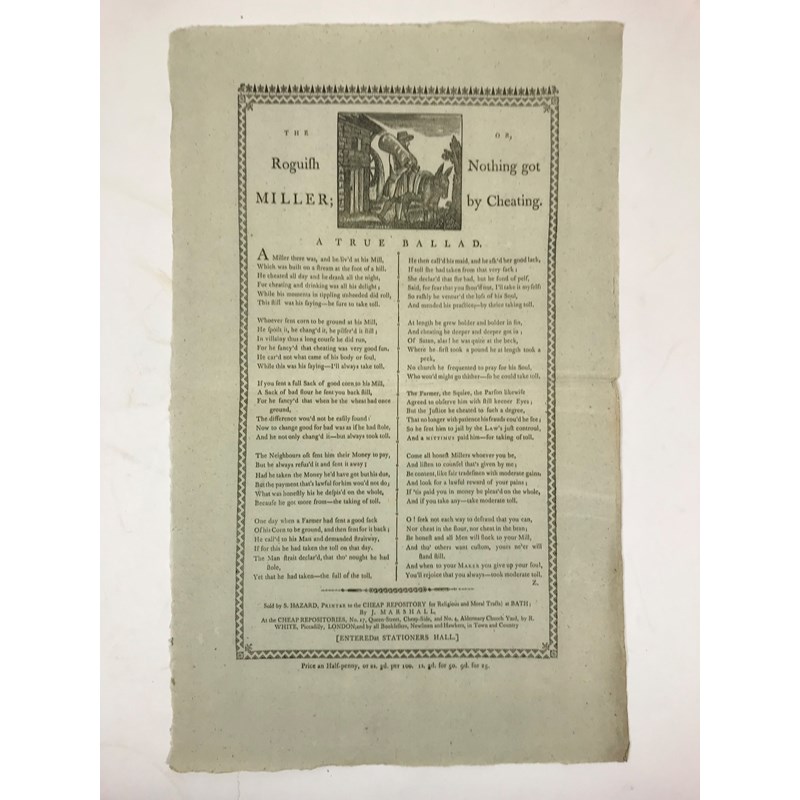 THE
Roguiſh
MILLER;
OR,
Nothing got
by Cheating.
A TRUE BALLAD.
A Miller there was, and he liv'd at his Mill,
Which was built on a ſtream at the foot of a hill.
He cheated all day and he drank all the night,
For cheating and drinking was all his delight;
While his moments in tippling unheeded did roll,
This ſtill was his ſaying—be ſure to take toll.
Whoever ſent corn to be ground at his Mill,
He ſpoilt it, he chang'd it, he pilfer'd it ſtill;
In villainy thus a long courſe he did run,
For he fancy'd that cheating was very good fun,
He car'd not what came of his body or ſoul,
While this was his ſaying—I'll always take toll.
If you ſent a full Sack of good corn to his Mill,
A Sack of bad flour he ſent you back ſtill,
For he fancy'd that when he the wheat had once
ground,
The difference wou'd not be eaſily found:
Now to change good for bad was as if he had ſtole,
And he not only chang'd it—but always took toll.
The Neighbours oft ſent him their Money to pay,
But he always refus'd it and ſent it away;
Had he taken the Money he'd have got but his due,
But the payment that's lawful for him wou'd not do;
What was honeſtly his he deſpis'd on the whole,
Becauſe he got more from—the taking of toll.
One day when a Farmer had ſent a good ſack
Of his Corn to be ground, and then ſent for it back;
He call'd to his Man and demanded ſtraitway,
If for this he had taken the toll on that day.
The Man ſtrait declar'd, that tho' nought he had
ſtole,
Yet that he had taken—the full of the toll.
He then call'd his maid, and he aſk'd her good lack,
If toll ſhe had taken from that very ſack;
She declar'd that ſhe had, but he fond of pelf,
Said, for fear that you ſhou'd not, I'll take it myſelf:
So raſhly he ventur'd the loſs of his Soul,
And mended his practice—by thrice taking toll.
At length he grew bolder and bolder in ſin,
And cheating he deeper and deeper got in;
Of Satan, alas! he was quite at the beck,
Where he firſt took a pound he at length took a
peck,
No church he frequented to pray for his Soul,
Who won'd might go thither—ſo he could take toll.
The Farmer, the Squire, the Parſon likewiſe
Agreed to obſerve him with ſtill keener Eyes;
But the Juſtice he cheated to ſuch a degree,
That no longer with patience his frauds you'd he ſee;
So he ſent him to jail by the LAW's juſt controul,
And a MITTIMUS paid him—for taking of toll.
Come all honeſt Millers whoever you be,
And liſten to counſel that's given by me;
Be content, like fair tradeſmen with moderate gains,
And look for a lawful reward of your pains;
If 'tis paid you in money be pleas'd on the whole,
And if you take any—take moderate toll.
O! ſeek not each way to defraud that you can,
Nor cheat in the flour, nor cheat in the bran;
Be honeſt and all Men will flock to your Mill,
And tho' others want cuſtom, yours ne'er will
ſtand ſtill.
And when to your MAKER you give up your ſoul,
You'll rejoice that you always—took moderate toll.
Z.
Sold by S. HAZARD, PRINTER to the CHEAP REPOSITORY for Religious and Moral Tracts) at BATH;
By J. MARSHALL,
At the CHEAP REPOSITORIES, No. 17, Queen-Street, Cheap-Side, and No. 4, Aldermary Church Yard, by R.
WHITE, Piccadilly, LONDON, and by all Bookſellers, Newſmen and Hawkers, in Town and Country
[ENTERED at STATIONERS HALL.]
Price an Half-penny, or 2s. 3d. per 100. 1s. 3d. for 50. 9d. for 25.